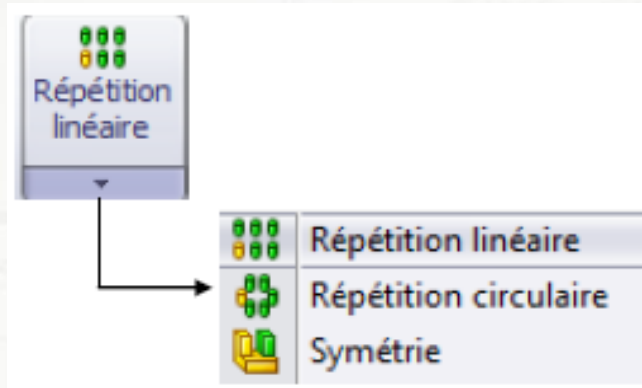 Répétition
linéaire
Répétition linéaire
Répétition circulaire
Symétrie